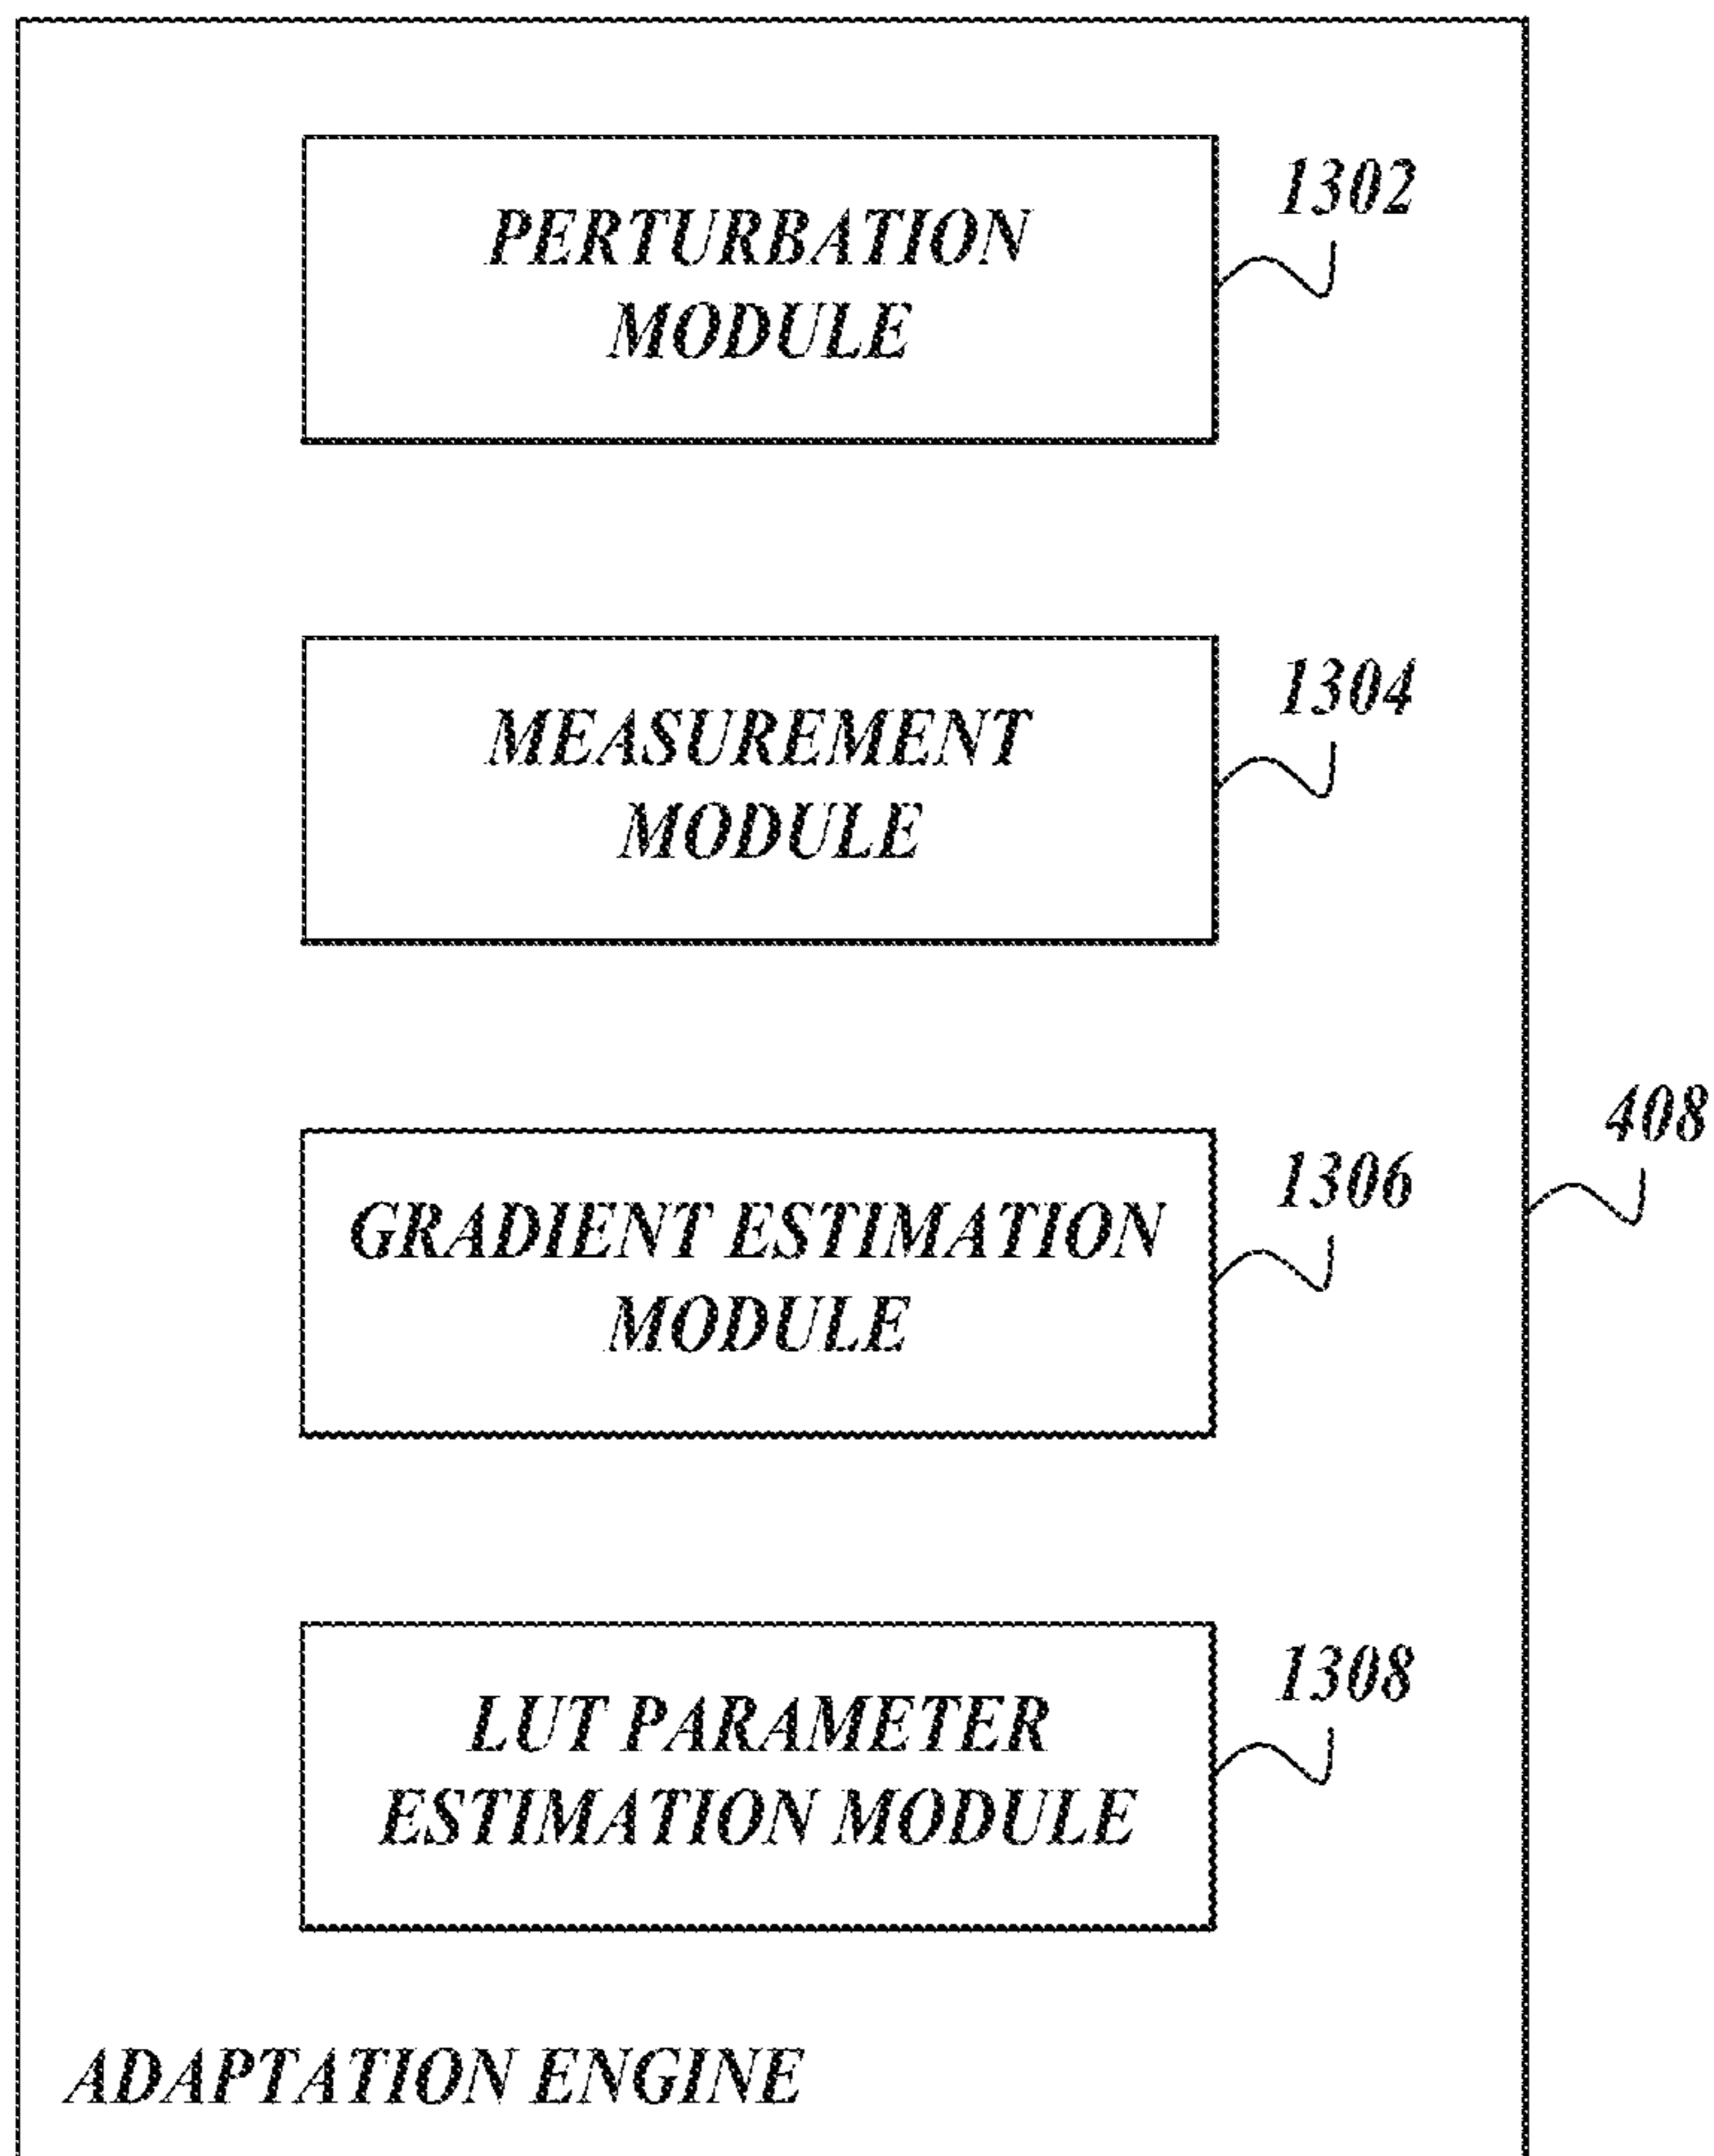 PERTURBATION
MODULE
1302
MEASUREMENT
MODULE
1304
GRADIENT ESTIMATION
MODULE
1306
408
LUT PARAMETER
ESTIMATION MODULE
1308
ADAPTATION ENGINE